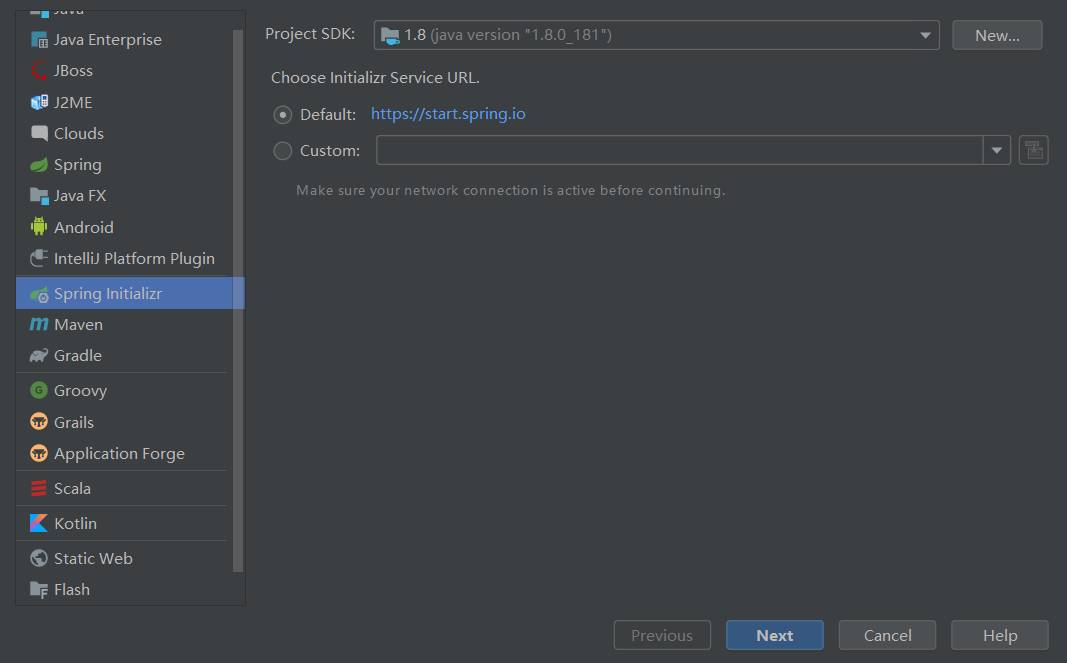 Java
Java Enterprise
JBoss
J2ME
Clouds
Spring
Java FX
Android
IntelliJ Platform Plugin
Spring Initializr
Maven
Gradle
Groovy
Grails
Application Forge
Scala
Kotlin
Static Web
Flash
Project SDK: 1.8 (java version "1.8.0_181") New...
Choose Initializr Service URL.
Default: https://start.spring.io
Custom:
Make sure your network connection is active before continuing.
Previous Next Cancel Help